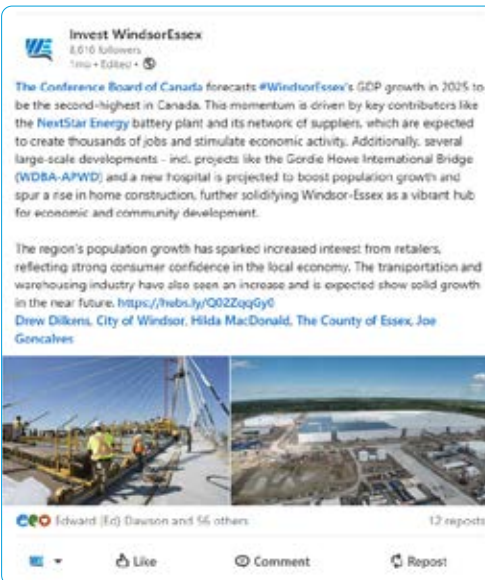 Invest WindsorEssex
8,616 followers
1mo • Edited •
The Conference Board of Canada forecasts #WindsorEssex's GDP growth in 2025 to
be the second-highest in Canada. This momentum is driven by key contributors like
the NextStar Energy battery plant and its network of suppliers, which are expected
to create thousands of jobs and stimulate economic activity. Additionally, several
large-scale developments - incl. projects like the Gordie Howe International Bridge
(WDBA-APWD) and a new hospital is projected to boost population growth and
spur a rise in home construction, further solidifying Windsor-Essex as a vibrant hub
for economic and community development.
The region's population growth has sparked increased interest from retailers,
reflecting strong consumer confidence in the local economy. The transportation and
warehousing industry have also seen an increase and is expected show solid growth
in the near future. https://hubs.ly/Q02ZqqGy0
Drew Dilkens, City of Windsor, Hilda MacDonald, The County of Essex, Joe
Goncalves
Edward (Ed) Dawson and 56 others
12 reposts
Like
Comment
Repost